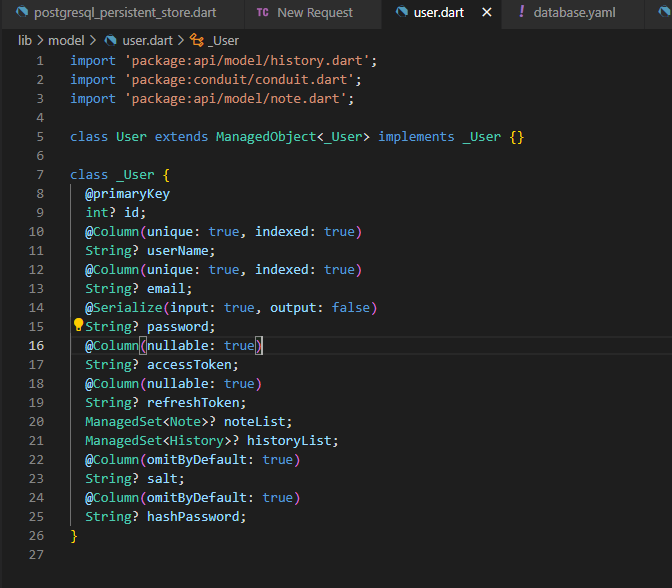 postgresql_persistent_store.dart TC New Request user.dart ! database.yaml
lib > model > user.dart > _User
1 import 'package:api/model/history.dart';
2 import 'package:conduit/conduit.dart';
3 import 'package:api/model/note.dart';
4
5 class User extends ManagedObject<_User> implements _User {}
6
7 class _User {
8 @primaryKey
9 int? id;
10 @Column(unique: true, indexed: true)
11 String? userName;
12 @Column(unique: true, indexed: true)
13 String? email;
14 @Serialize(input: true, output: false)
15 String? password;
16 @Column(nullable: true)
17 String? accessToken;
18 @Column(nullable: true)
19 String? refreshToken;
20 ManagedSet<Note>? noteList;
21 ManagedSet<History>? historyList;
22 @Column(omitByDefault: true)
23 String? salt;
24 @Column(omitByDefault: true)
25 String? hashPassword;
26 }
27